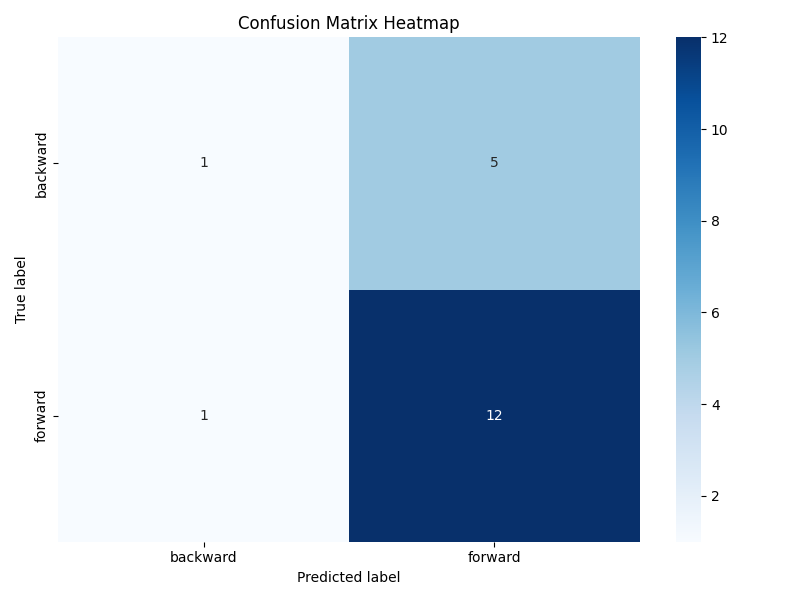 Confusion Matrix Heatmap
True label
backward
forward
1
5
1
12
backward
forward
Predicted label
12
10
8
6
4
2